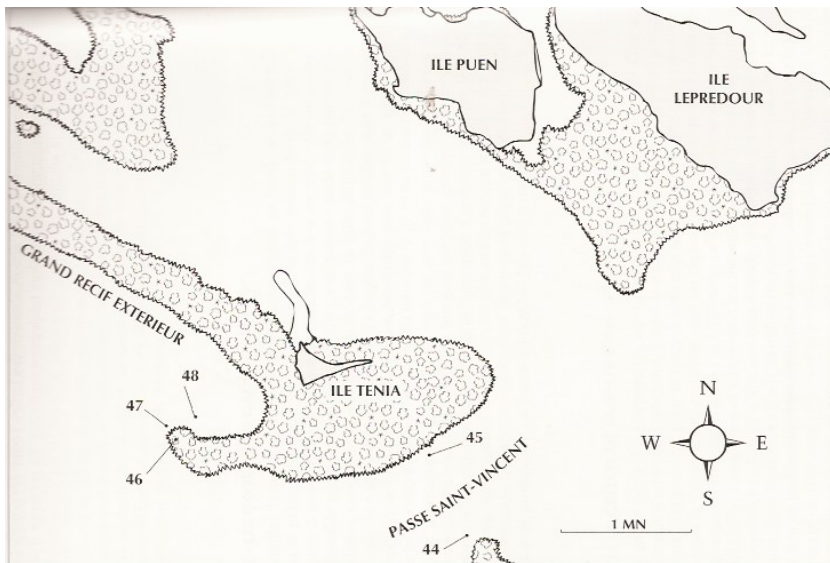 ILE PUEN
ILE
LEPREDOUR
GRAND RECIF EXTERIEUR
ILE TENIA
48
47
46
45
PASSE SAINT-VINCENT
44
N
W
E
S
1 MN